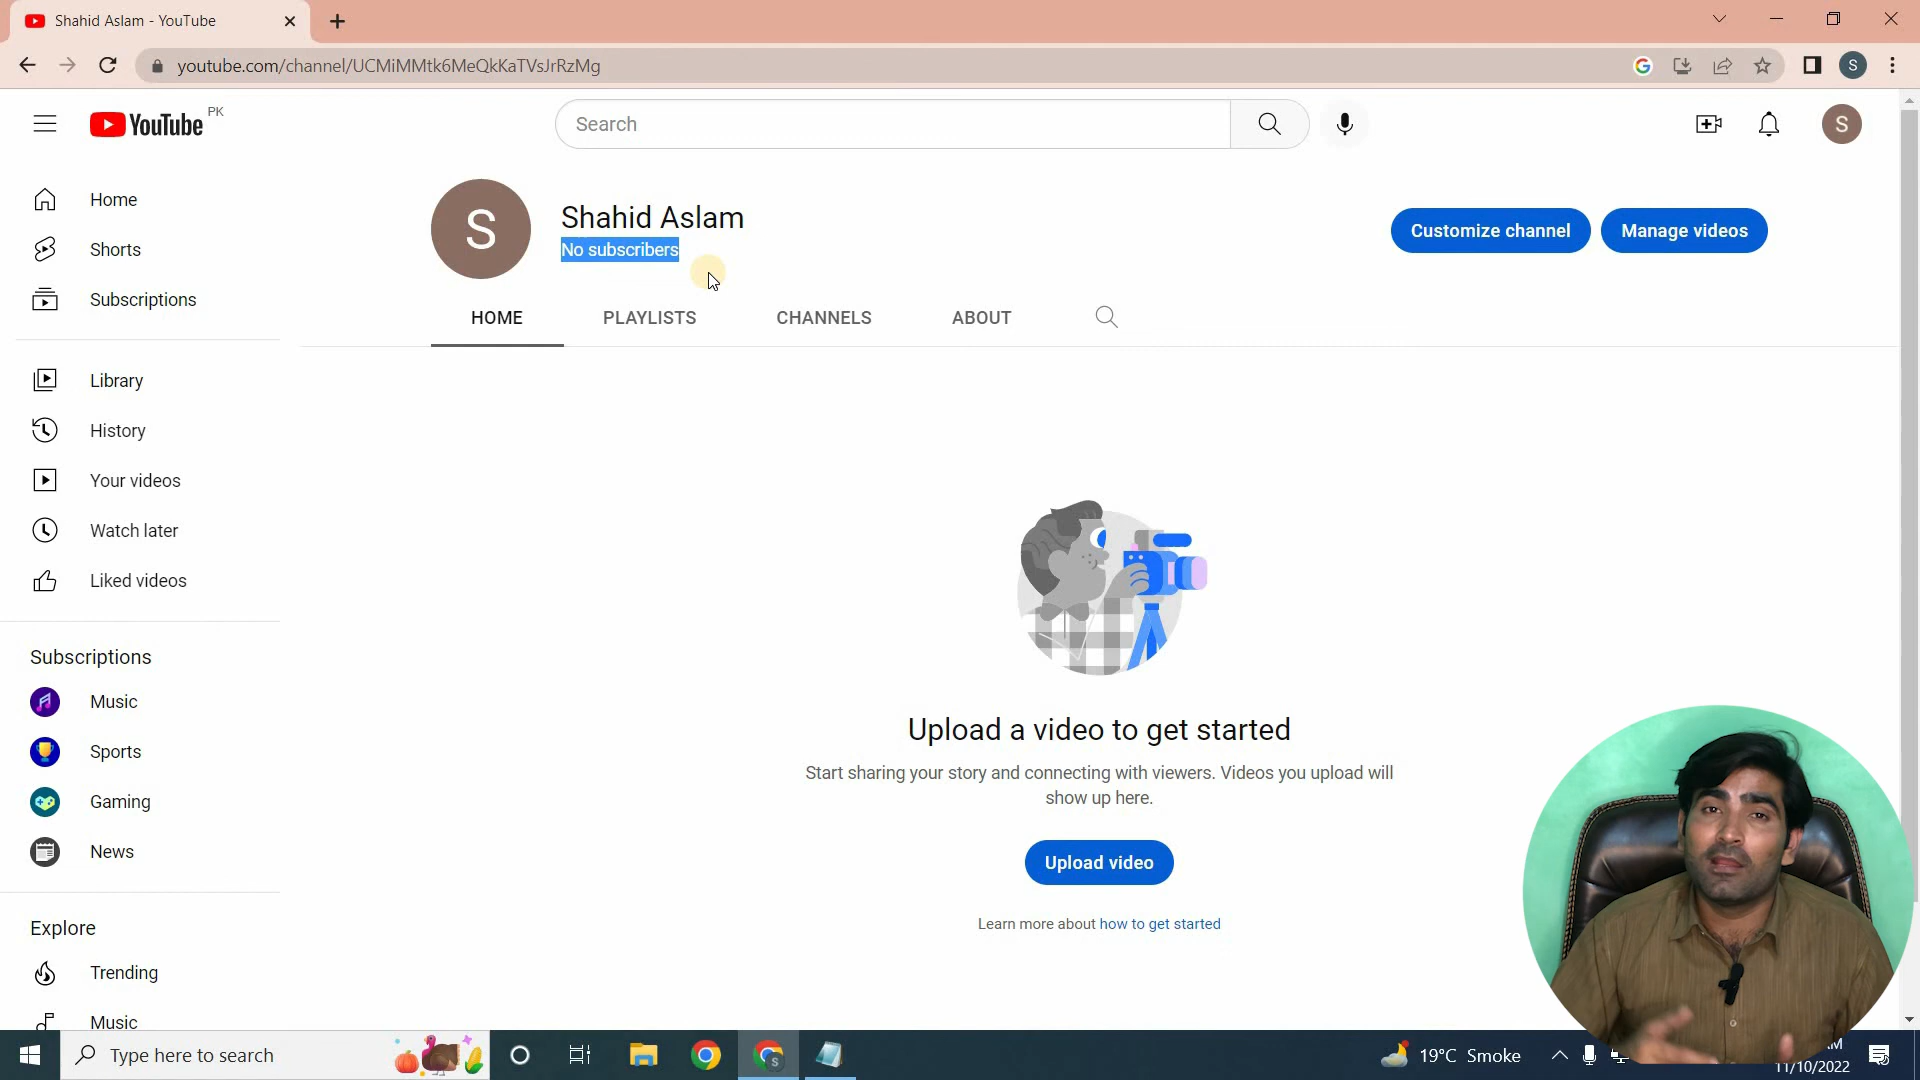 Shahid Aslam - YouTube
youtube.com/channel/UCMiMMtk6MeQkKaTVsJrRzMg
S
YouTube PK
Search
S
Home
Shorts
Subscriptions
Library
History
Your videos
Watch later
Liked videos
Subscriptions
Music
Sports
Gaming
News
Explore
Trending
Music
S
Shahid Aslam
No subscribers
Customize channel
Manage videos
HOME
PLAYLISTS
CHANNELS
ABOUT
Upload a video to get started
Start sharing your story and connecting with viewers. Videos you upload will
show up here.
Upload video
Learn more about how to get started
Type here to search
S
19°C Smoke
11/10/2022